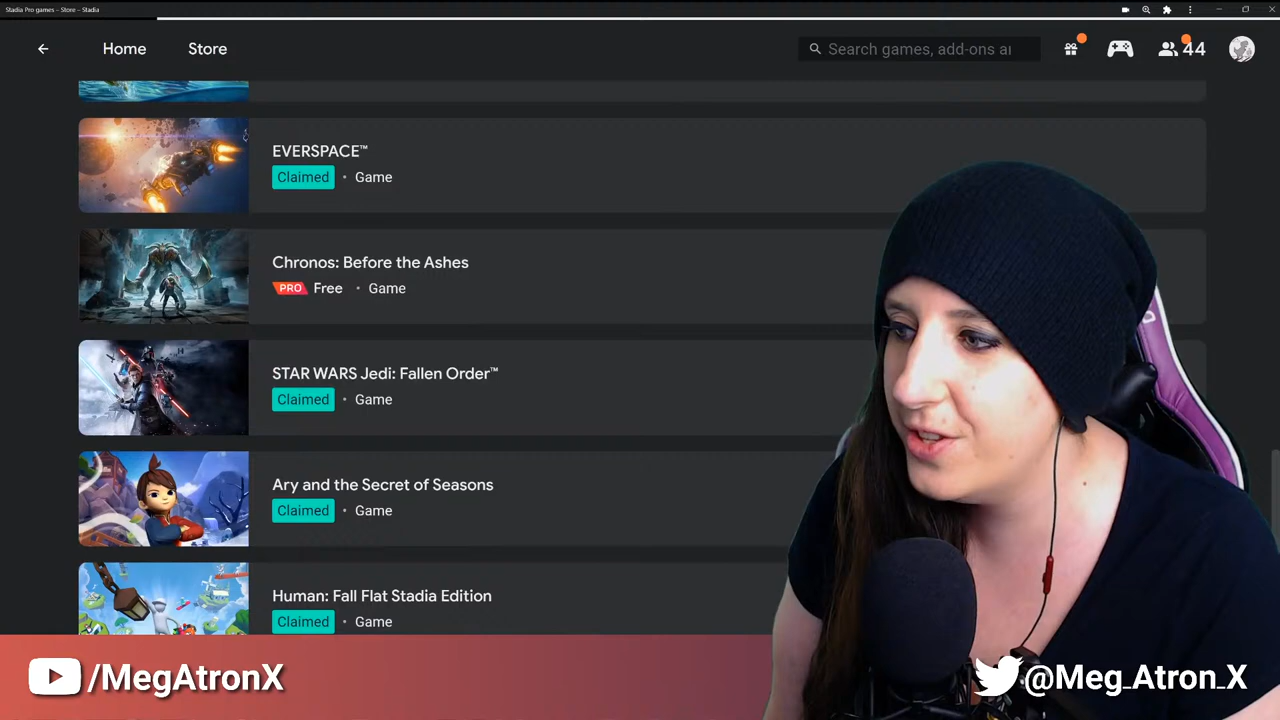 Stadia Pro games – Store – Stadia
Home Store Search games, add-ons ar 44
EVERSPACE™
Claimed • Game
Chronos: Before the Ashes
PRO Free • Game
STAR WARS Jedi: Fallen Order™
Claimed • Game
Ary and the Secret of Seasons
Claimed • Game
Human: Fall Flat Stadia Edition
Claimed • Game
/MegAtronX
@Meg_Atron_X